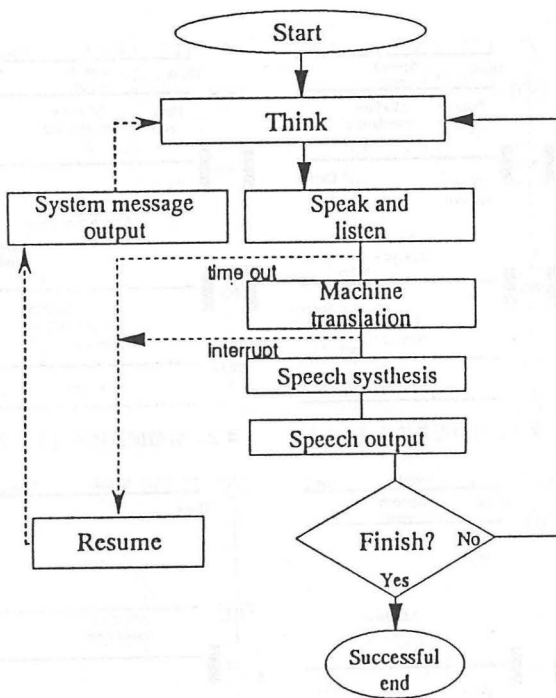 Start
Think
System message
output
Speak and
listen
time out
Machine
translation
interrupt
Speech systhesis
Speech output
Resume
Finish?
No
Yes
Successful
end